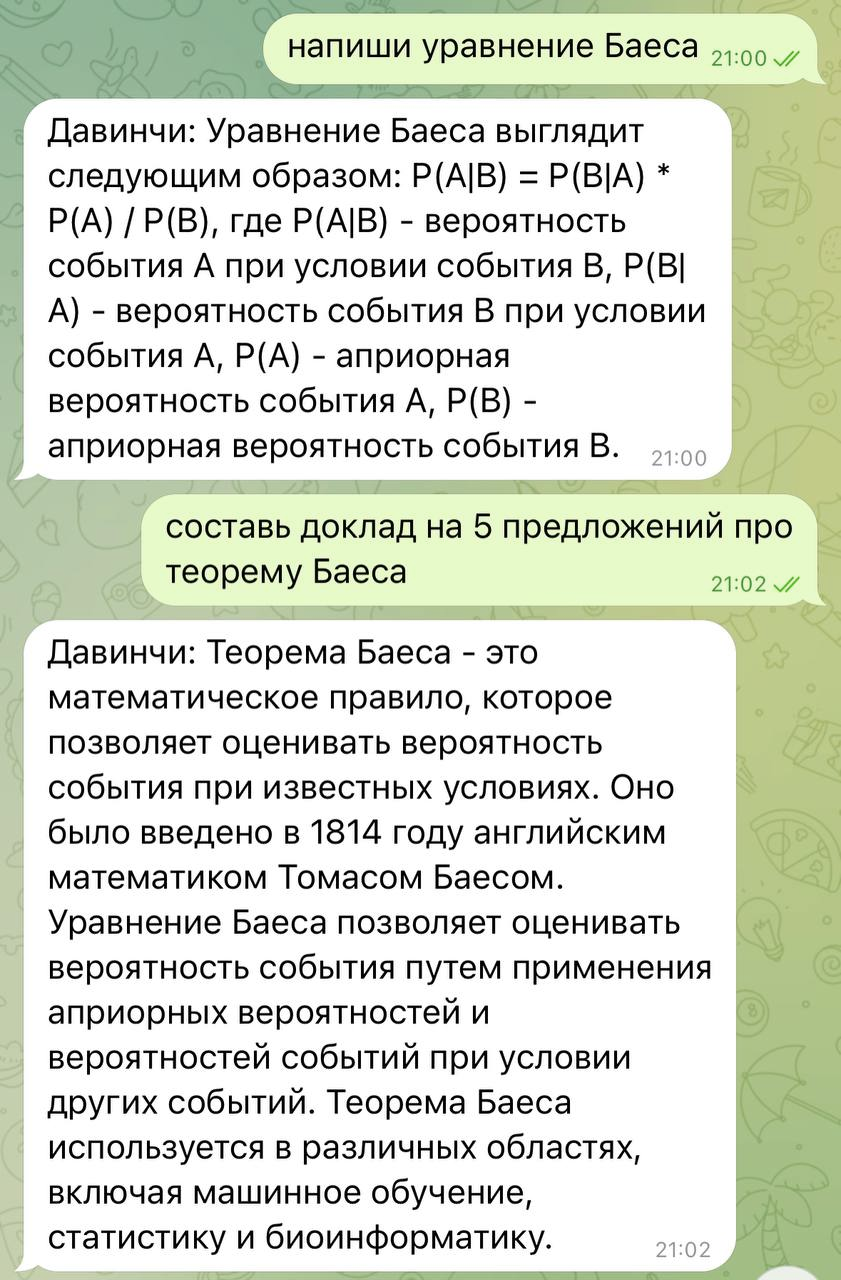 напиши уравнение Баеса 21:00
Давинчи: Уравнение Баеса выглядит
следующим образом: P(A|B) = P(B|A) *
P(A) / P(B), где P(A|B) - вероятность
события A при условии события B, P(B|
A) - вероятность события B при условии
события A, P(A) - априорная
вероятность события A, P(B) -
априорная вероятность события B. 21:00
составь доклад на 5 предложений про
теорему Баеса 21:02
Давинчи: Теорема Баеса - это
математическое правило, которое
позволяет оценивать вероятность
события при известных условиях. Оно
было введено в 1814 году английским
математиком Томасом Баесом.
Уравнение Баеса позволяет оценивать
вероятность события путем применения
априорных вероятностей и
вероятностей событий при условии
других событий. Теорема Баеса
используется в различных областях,
включая машинное обучение,
статистику и биоинформатику. 21:02